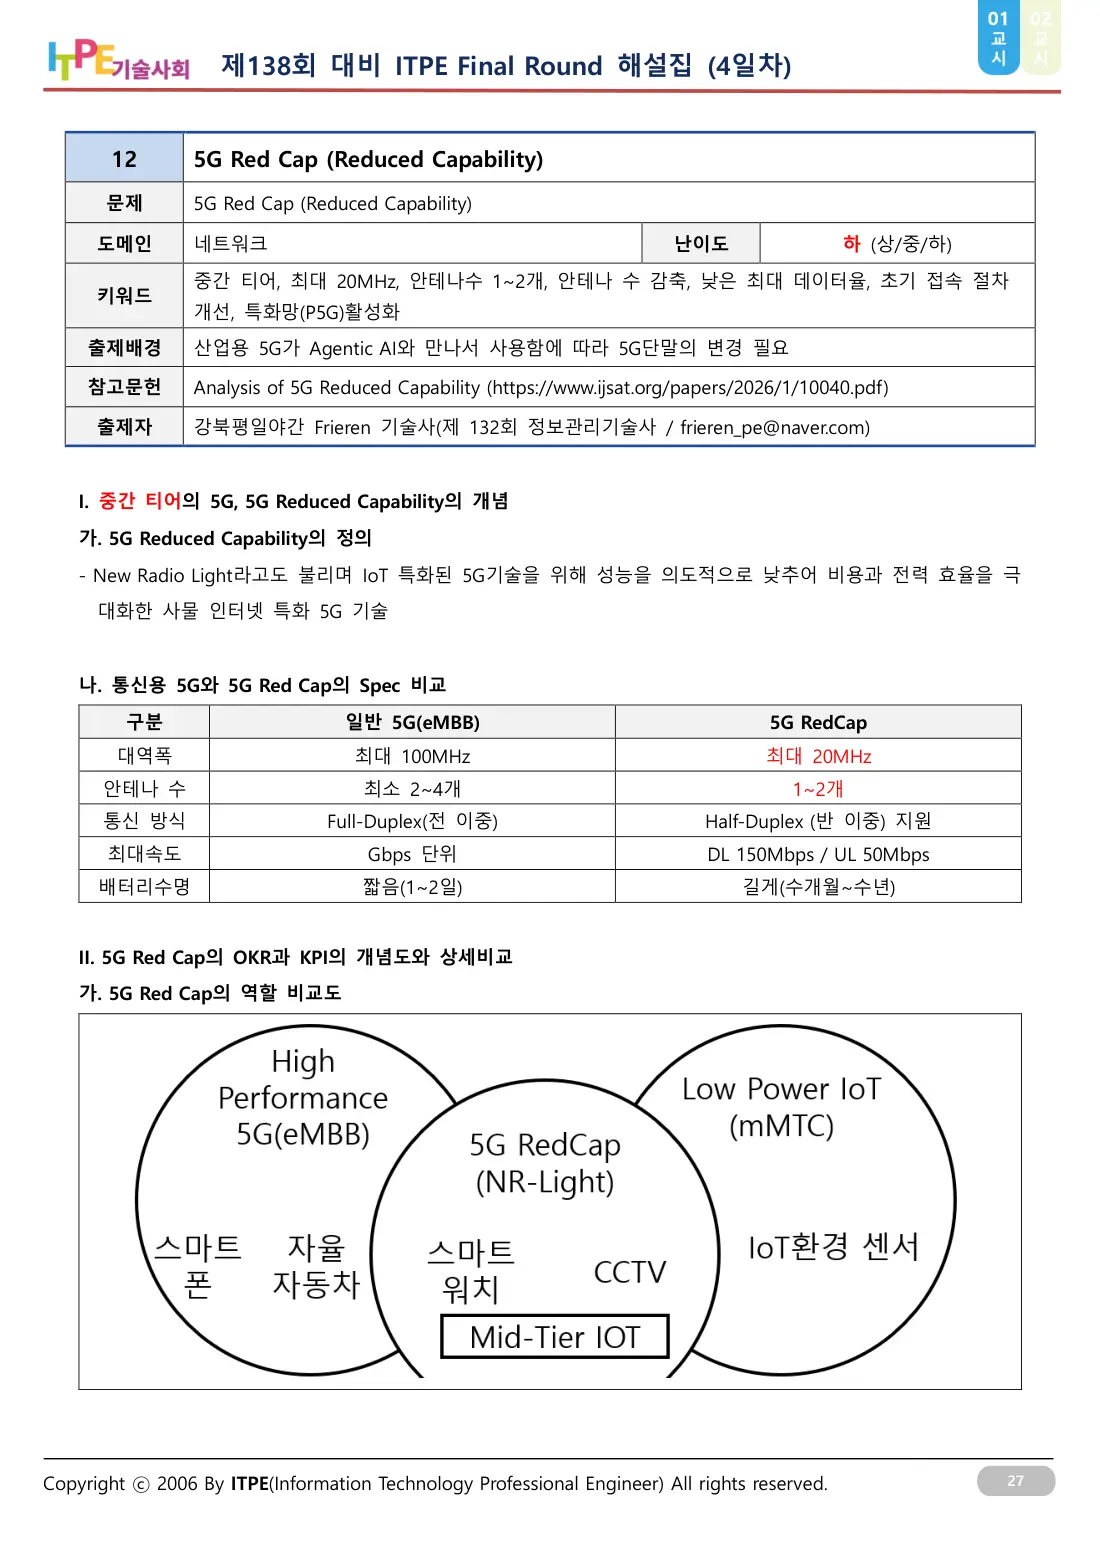 01
교
시
02
교
시
ITPE기술사회 제138회 대비 ITPE Final Round 해설집 (4일차)
12 5G Red Cap (Reduced Capability)
문제 5G Red Cap (Reduced Capability)
도메인 네트워크 난이도 하 (상/중/하)
키워드 중간 티어, 최대 20MHz, 안테나수 1~2개, 안테나 수 감축, 낮은 최대 데이터율, 초기 접속 절차
개선, 특화망(P5G)활성화
출제배경 산업용 5G가 Agentic AI와 만나서 사용함에 따라 5G단말의 변경 필요
참고문헌 Analysis of 5G Reduced Capability (https://www.ijsat.org/papers/2026/1/10040.pdf)
출제자 강북평일야간 Frieren 기술사(제 132회 정보관리기술사 / frieren_pe@naver.com)
I. 중간 티어의 5G, 5G Reduced Capability의 개념
가. 5G Reduced Capability의 정의
- New Radio Light라고도 불리며 IoT 특화된 5G기술을 위해 성능을 의도적으로 낮추어 비용과 전력 효율을 극
대화한 사물 인터넷 특화 5G 기술
나. 통신용 5G와 5G Red Cap의 Spec 비교
구분 일반 5G(eMBB) 5G RedCap
대역폭 최대 100MHz 최대 20MHz
안테나 수 최소 2~4개 1~2개
통신 방식 Full-Duplex(전 이중) Half-Duplex (반 이중) 지원
최대속도 Gbps 단위 DL 150Mbps / UL 50Mbps
배터리수명 짧음(1~2일) 길게(수개월~수년)
II. 5G Red Cap의 OKR과 KPI의 개념도와 상세비교
가. 5G Red Cap의 역할 비교도
High
Performance
5G(eMBB)
스마트
폰
자율
자동차
5G RedCap
(NR-Light)
스마트
워치
CCTV
Mid-Tier IOT
Low Power IoT
(mMTC)
IoT환경 센서
Copyright ⓒ 2006 By ITPE(Information Technology Professional Engineer) All rights reserved.
27